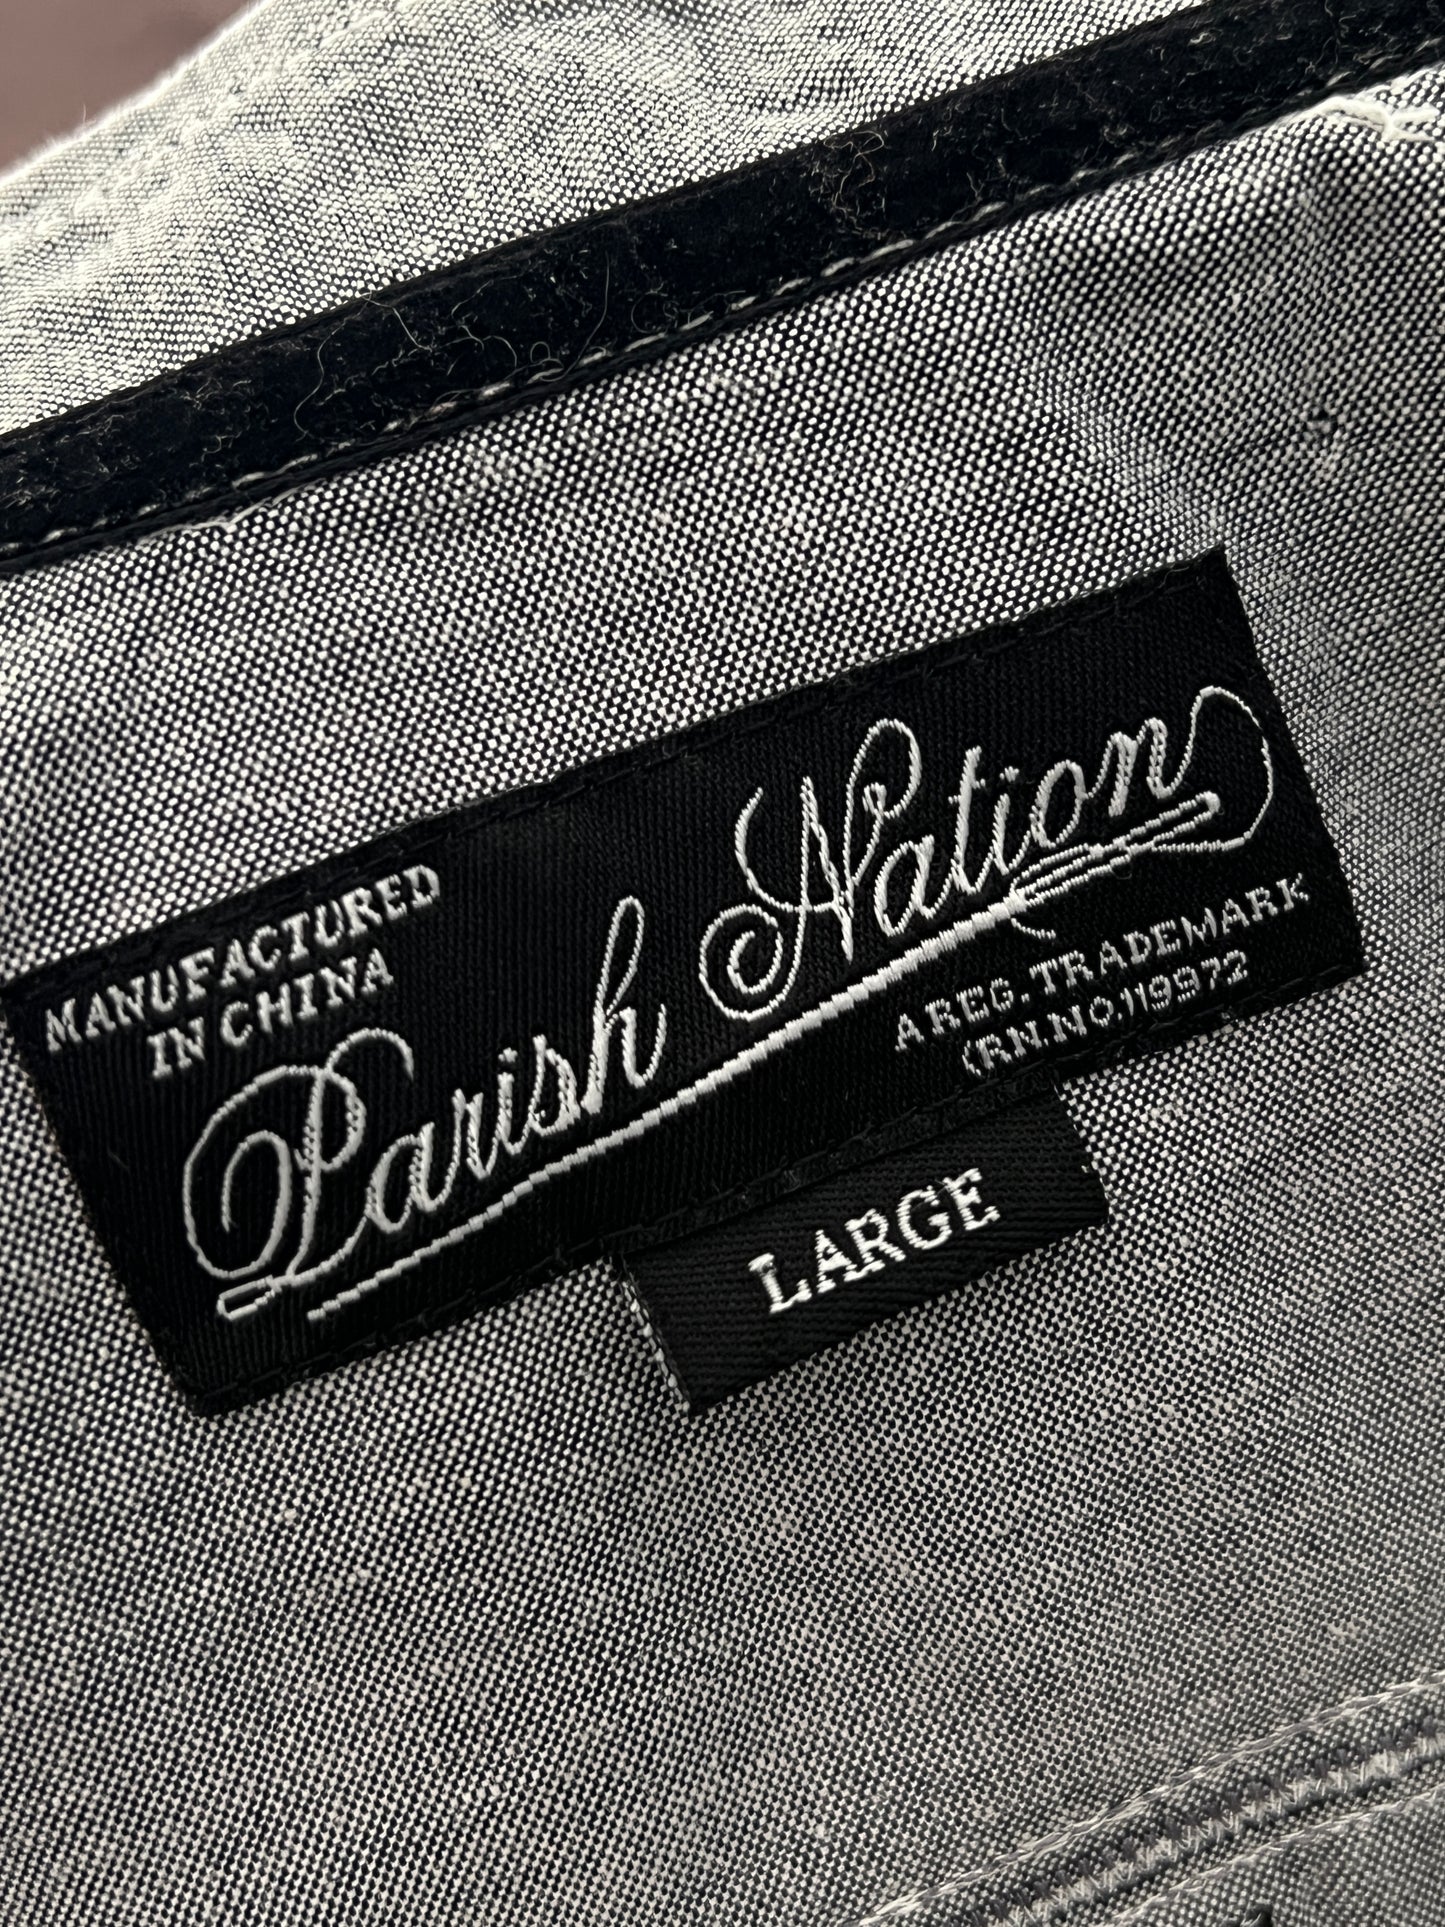 MANUFACTURED
IN CHINA
Parish Nation
A REG. TRADEMARK
(RN.NO.119972
LARGE